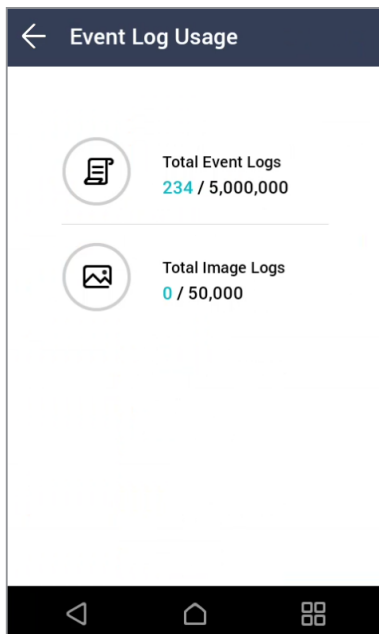 Event Log Usage
Total Event Logs
234 / 5,000,000
Total Image Logs
0 / 50,000